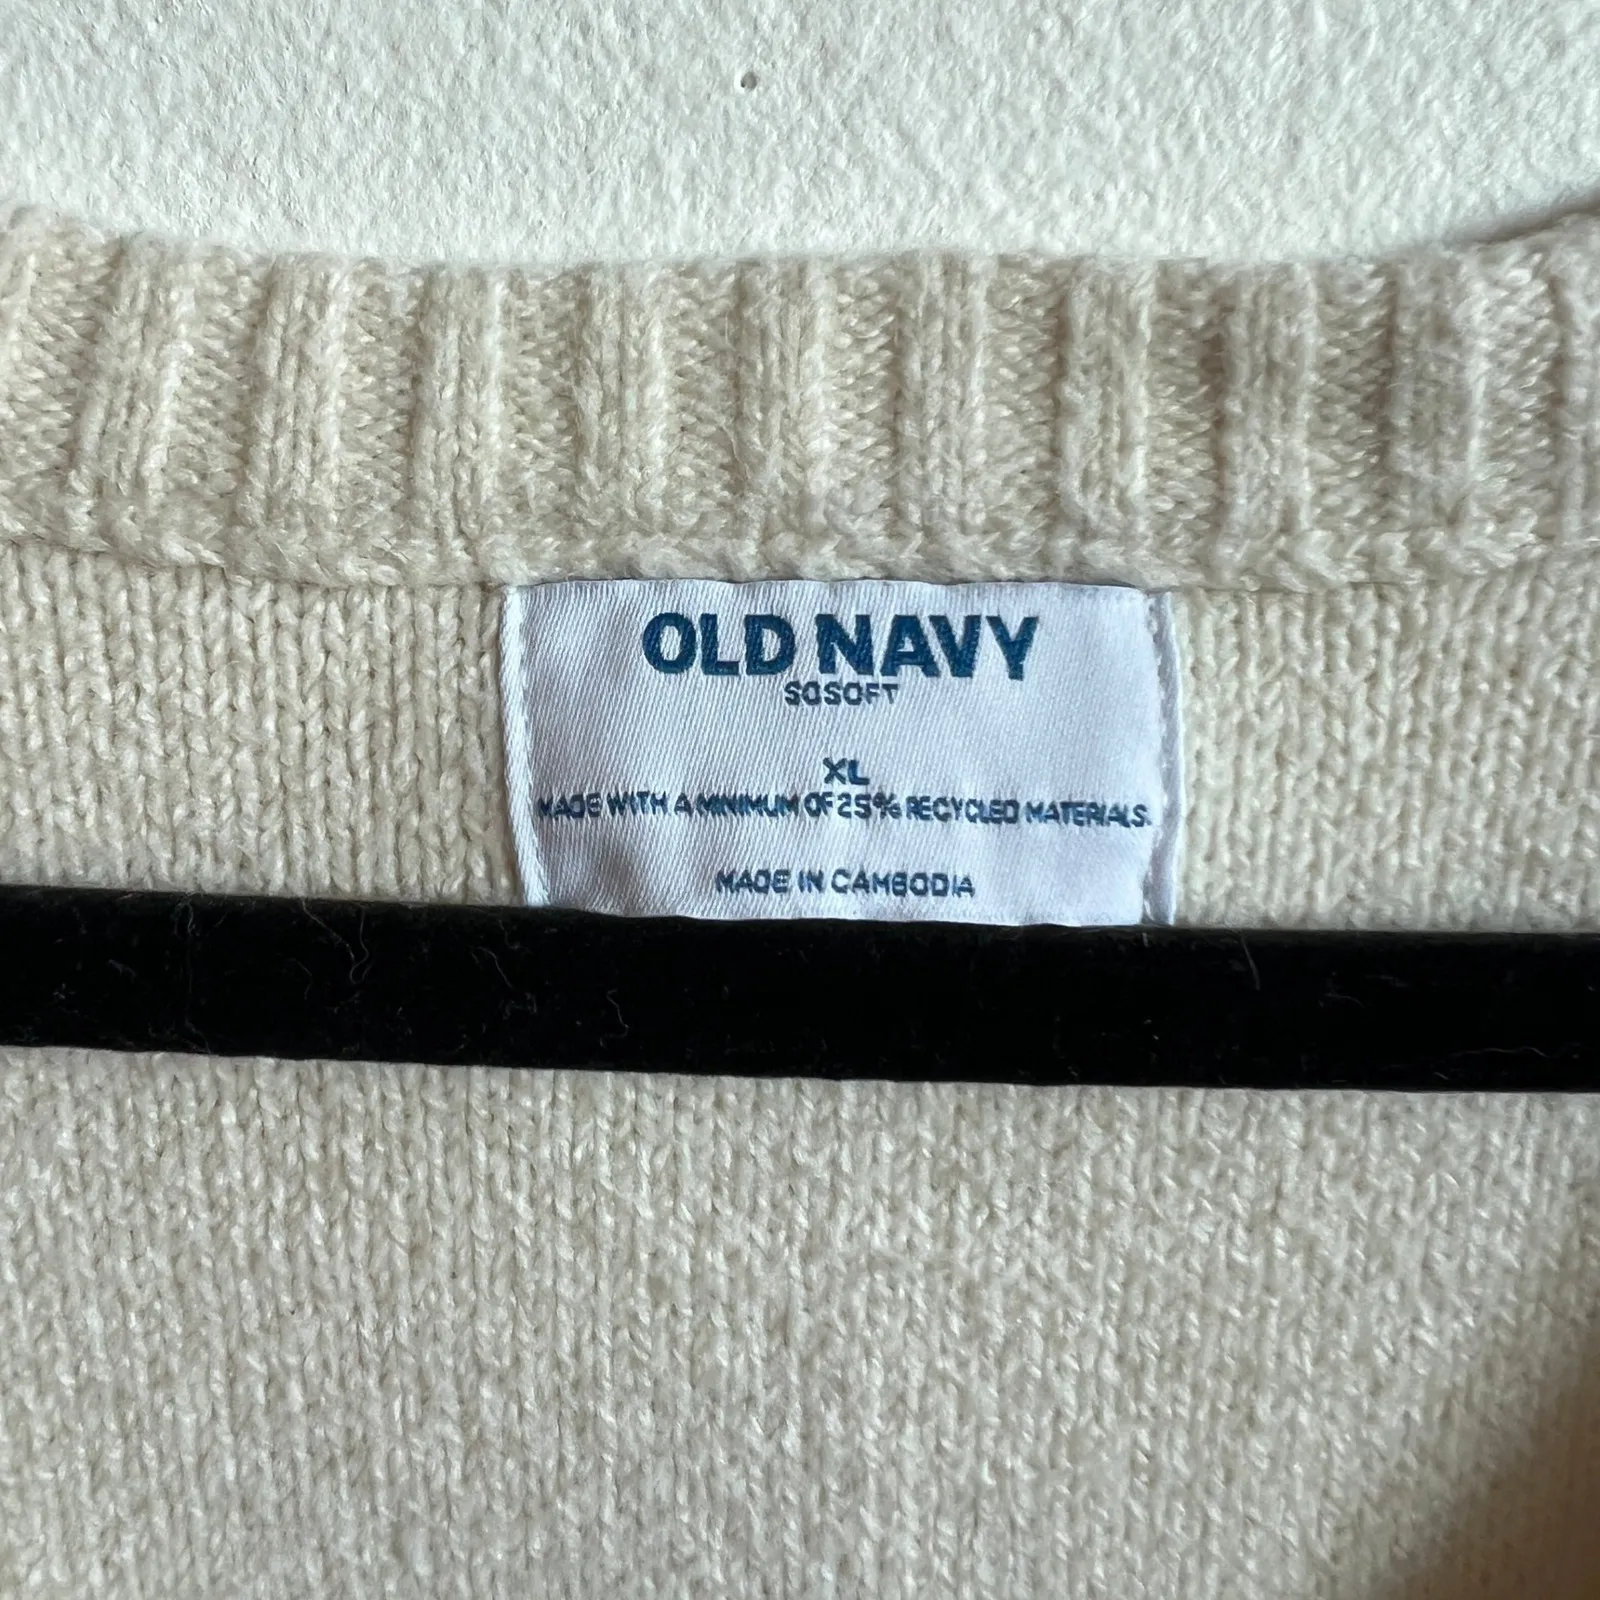 OLD NAVY
SOSOFT
XL
MADE WITH A MINIMUM OF 25% RECYCLED MATERIALS.
MADE IN CAMBODIA